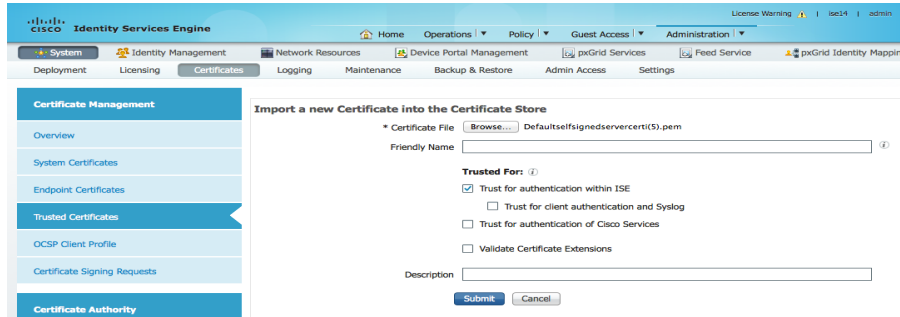 License Warning | ise14 | admin
cisco Identity Services Engine
Home Operations Policy Guest Access Administration
System Identity Management Network Resources Device Portal Management pxGrid Services Feed Service pxGrid Identity
Deployment Licensing Certificates Logging Maintenance Backup & Restore Admin Access Settings
Certificate Management
Overview
System Certificates
Endpoint Certificates
Trusted Certificates
OCSP Client Profile
Certificate Signing Requests
Certificate Authority
Import a new Certificate into the Certificate Store
* Certificate File Browse... Defaultselfsignedservercerti(5).pem
Friendly Name
Trusted For:
Trust for authentication within ISE
Trust for client authentication and Syslog
Trust for authentication of Cisco Services
Validate Certificate Extensions
Description
Submit Cancel